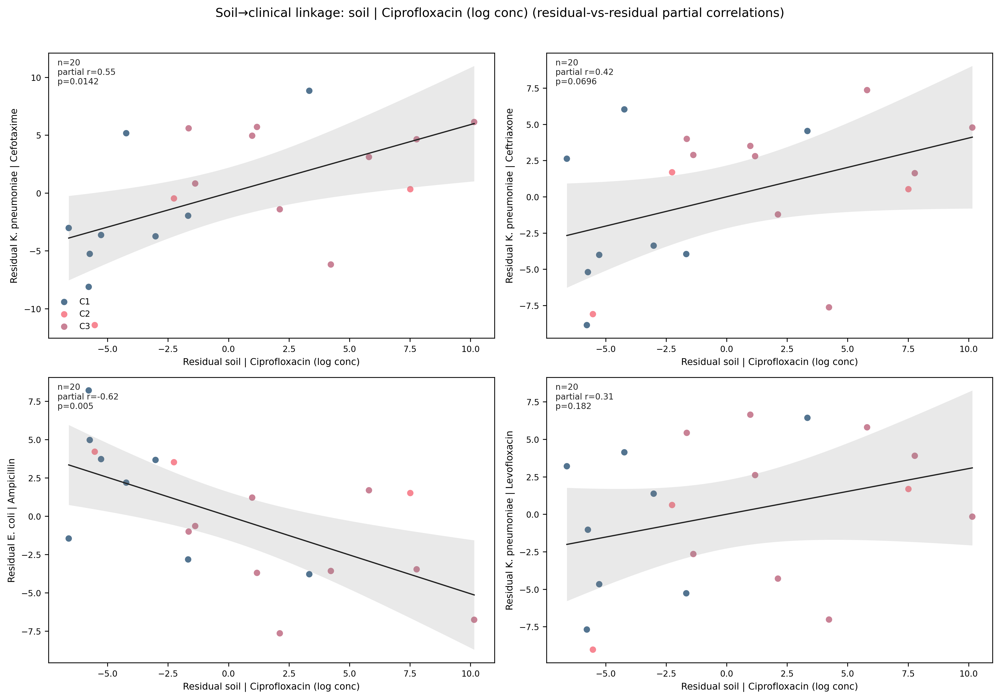 Soil→clinical linkage: soil | Ciprofloxacin (log conc) (residual-vs-residual partial correlations)
n=20
partial r=0.55
p=0.0142
10
5
0
−5
−10
Residual K. pneumoniae | Cefotaxime
C1
C2
C3
−5.0
−2.5
0.0
2.5
5.0
7.5
10.0
Residual soil | Ciprofloxacin (log conc)
n=20
partial r=0.42
p=0.0696
7.5
5.0
2.5
0.0
−2.5
−5.0
−7.5
Residual K. pneumoniae | Ceftriaxone
−5.0
−2.5
0.0
2.5
5.0
7.5
10.0
Residual soil | Ciprofloxacin (log conc)
n=20
partial r=-0.62
p=0.005
7.5
5.0
2.5
0.0
−2.5
−5.0
−7.5
Residual E. coli | Ampicillin
−5.0
−2.5
0.0
2.5
5.0
7.5
10.0
Residual soil | Ciprofloxacin (log conc)
n=20
partial r=0.31
p=0.182
7.5
5.0
2.5
0.0
−2.5
−5.0
−7.5
Residual K. pneumoniae | Levofloxacin
−5.0
−2.5
0.0
2.5
5.0
7.5
10.0
Residual soil | Ciprofloxacin (log conc)